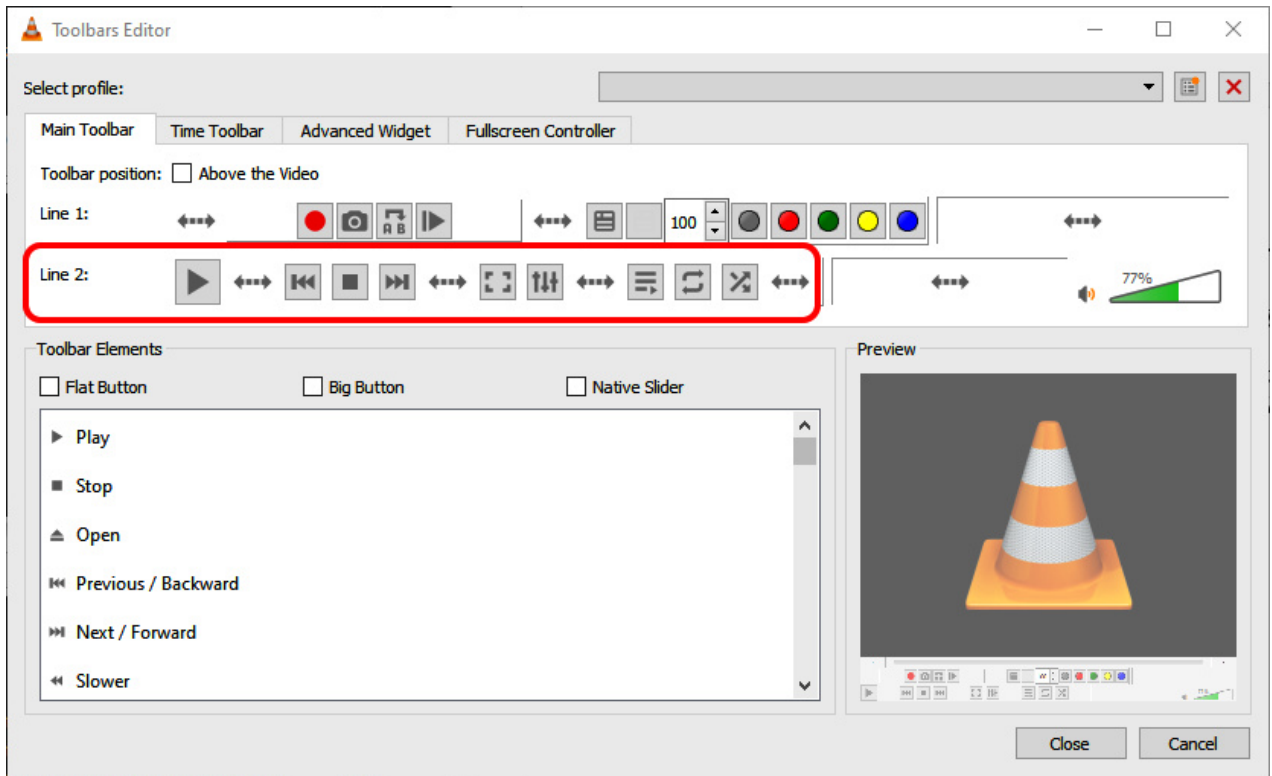 Toolbars Editor
Select profile:
Main Toolbar Time Toolbar Advanced Widget Fullscreen Controller
Toolbar position: Above the Video
Line 1: A B 100
Line 2: 77%
Toolbar Elements
Flat Button Big Button Native Slider
Play
Stop
Open
Previous / Backward
Next / Forward
Slower
Preview
Close Cancel